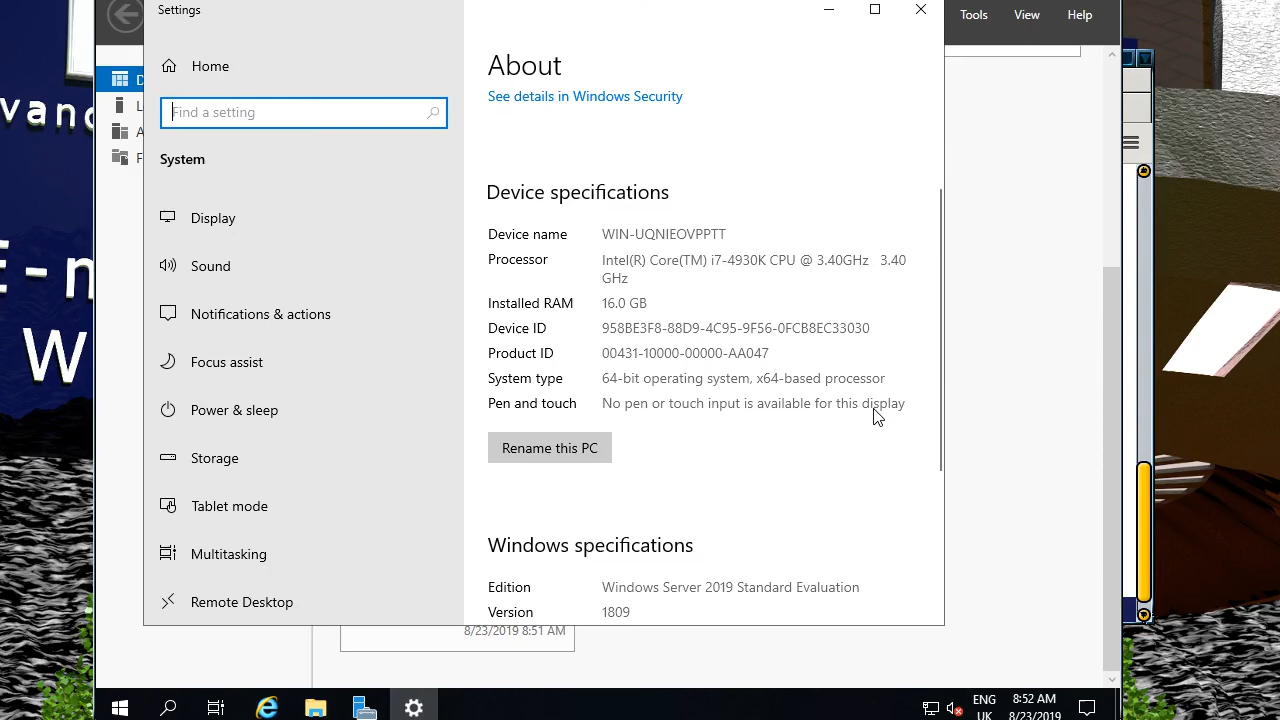 Settings
Tools
View
Help
Home
Find a setting
System
Display
Sound
Notifications & actions
Focus assist
Power & sleep
Storage
Tablet mode
Multitasking
Remote Desktop
About
See details in Windows Security
Device specifications
Device name WIN-UQNIEOVPPTT
Processor Intel(R) Core(TM) i7-4930K CPU @ 3.40GHz 3.40
GHz
Installed RAM 16.0 GB
Device ID 958BE3F8-88D9-4C95-9F56-0FCB8EC33030
Product ID 00431-10000-00000-AA047
System type 64-bit operating system, x64-based processor
Pen and touch No pen or touch input is available for this display
Rename this PC
Windows specifications
Edition Windows Server 2019 Standard Evaluation
Version 1809
8/23/2019 8:51 AM
D
L
A
F
vanc
E-n
W
ENG
UK
8:52 AM
8/23/2019